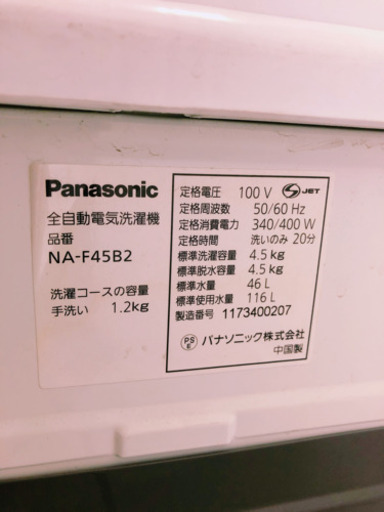 Panasonic
全自動電気洗濯機
品番
NA-F45B2
洗濯コースの容量
手洗い 1.2kg
定格電圧 100 V S JET
定格周波数 50/60 Hz
定格消費電力 340/400 W
定格時間 洗いのみ 20分
標準洗濯容量 4.5 kg
標準脱水容量 4.5 kg
標準水量 46 L
標準使用水量 116 L
製造番号 1173400207
PS E パナソニック株式会社
中国製